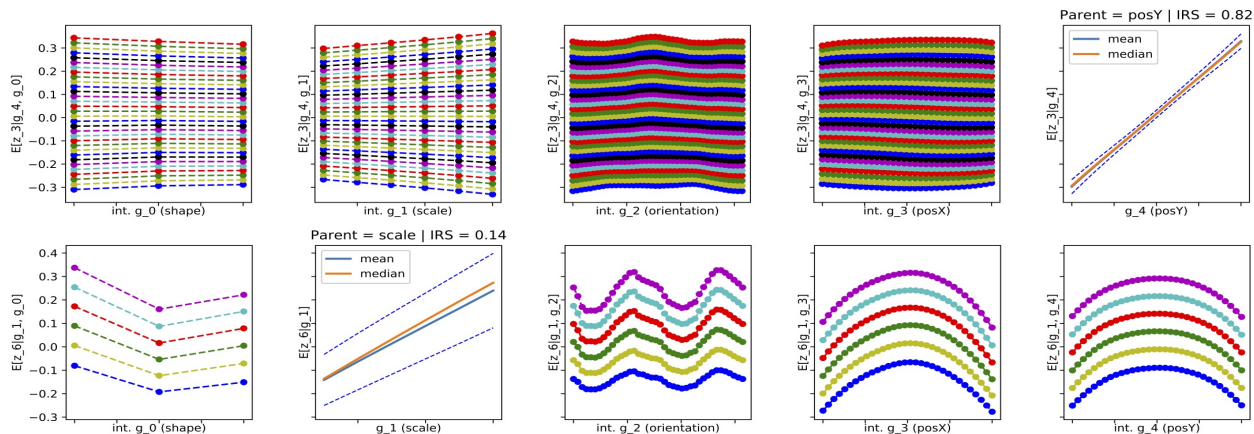 Parent = posY | IRS = 0.82
E[z_3|g_4, g_0]
0.3
0.2
0.1
0.0
−0.1
−0.2
−0.3
int. g_0 (shape)
E[z_3|g_4, g_1]
int. g_1 (scale)
E[z_3|g_4, g_2]
int. g_2 (orientation)
E[z_3|g_4, g_3]
int. g_3 (posX)
E[z_3|g_4]
mean
median
g_4 (posY)
E[z_6|g_1, g_0]
0.4
0.3
0.2
0.1
0.0
−0.1
−0.2
−0.3
int. g_0 (shape)
Parent = scale | IRS = 0.14
E[z_6|g_1]
mean
median
g_1 (scale)
E[z_6|g_1, g_2]
int. g_2 (orientation)
E[z_6|g_1, g_3]
int. g_3 (posX)
E[z_6|g_1, g_4]
int. g_4 (posY)